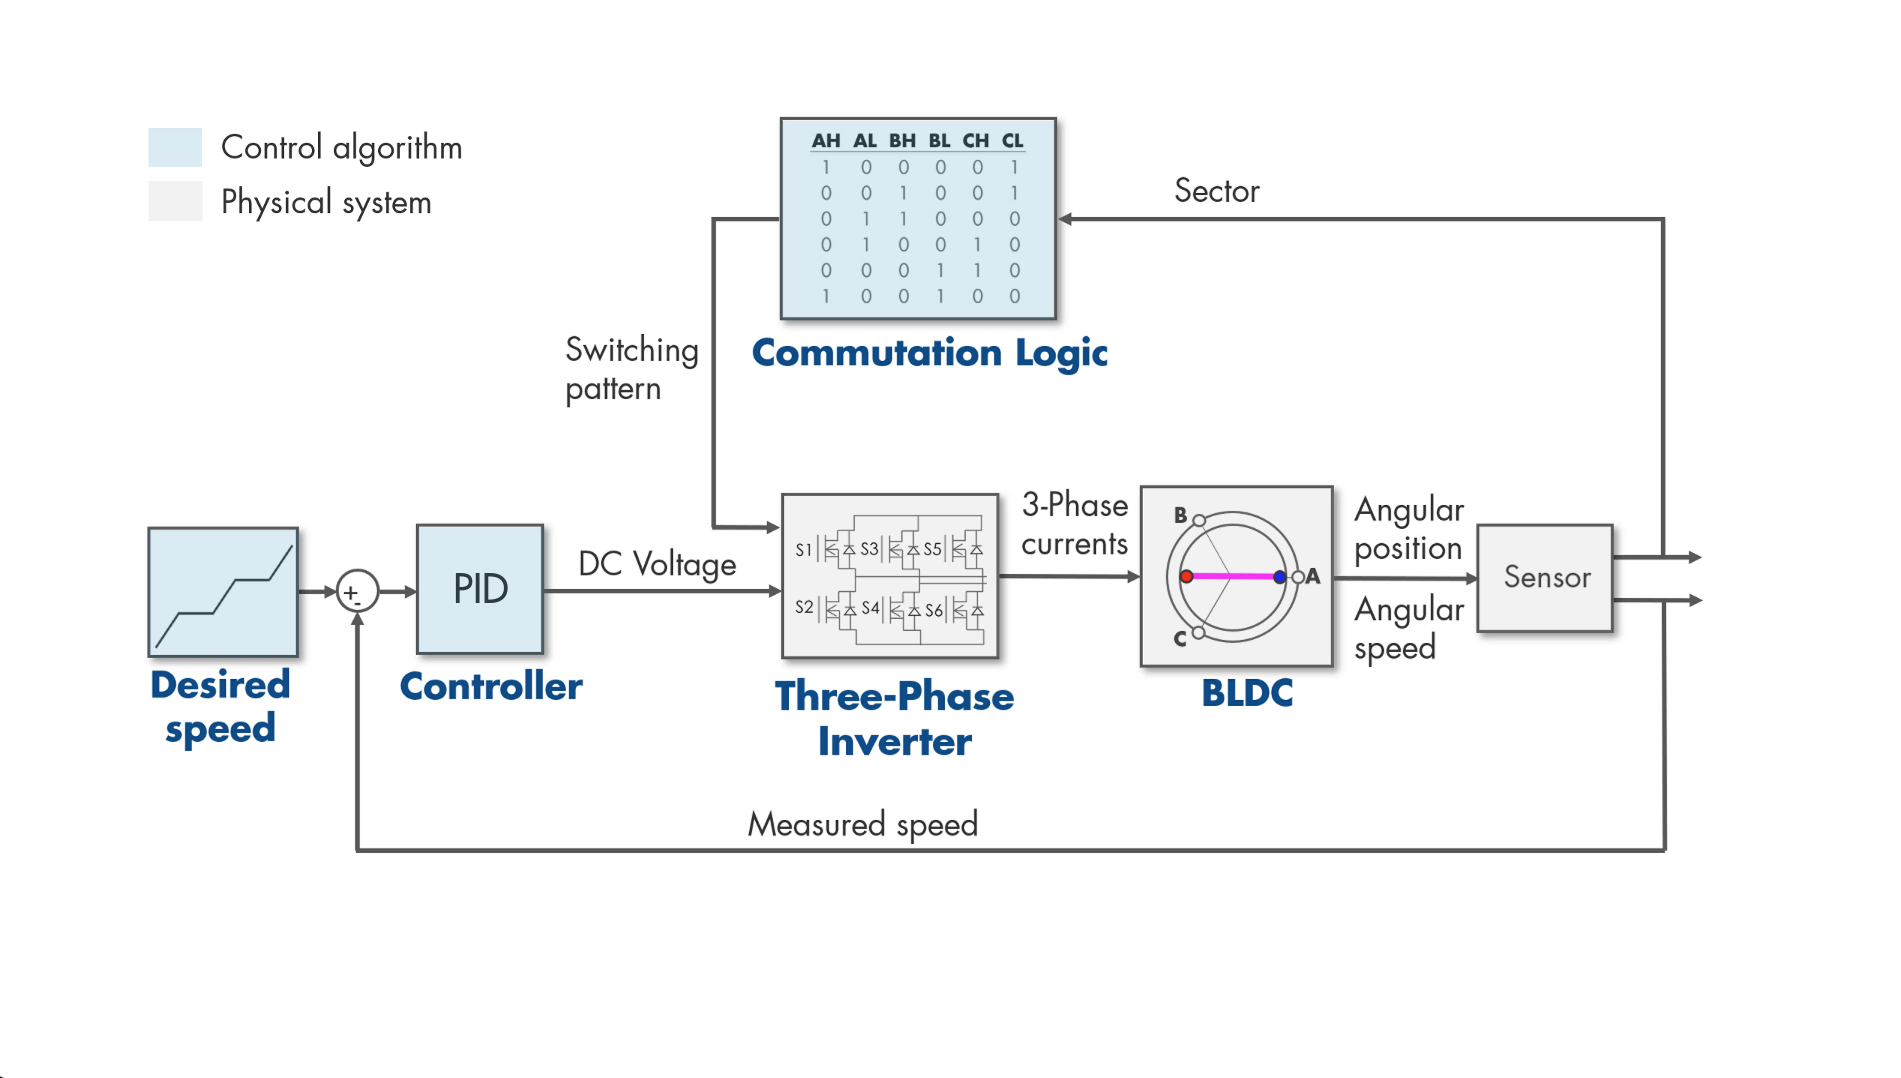 Control algorithm
Physical system
AH AL BH BL CH CL
1 0 0 0 0 1
0 0 1 0 0 1
0 1 1 0 0 0
0 1 0 0 1 0
0 0 0 1 1 0
1 0 0 1 0 0
Commutation Logic
Sector
Switching
pattern
Desired
speed
+
-
PID
Controller
DC Voltage
S1 S3 S5
S2 S4 S6
Three-Phase
Inverter
3-Phase
currents
B
A
C
BLDC
Angular
position
Angular
speed
Sensor
Measured speed